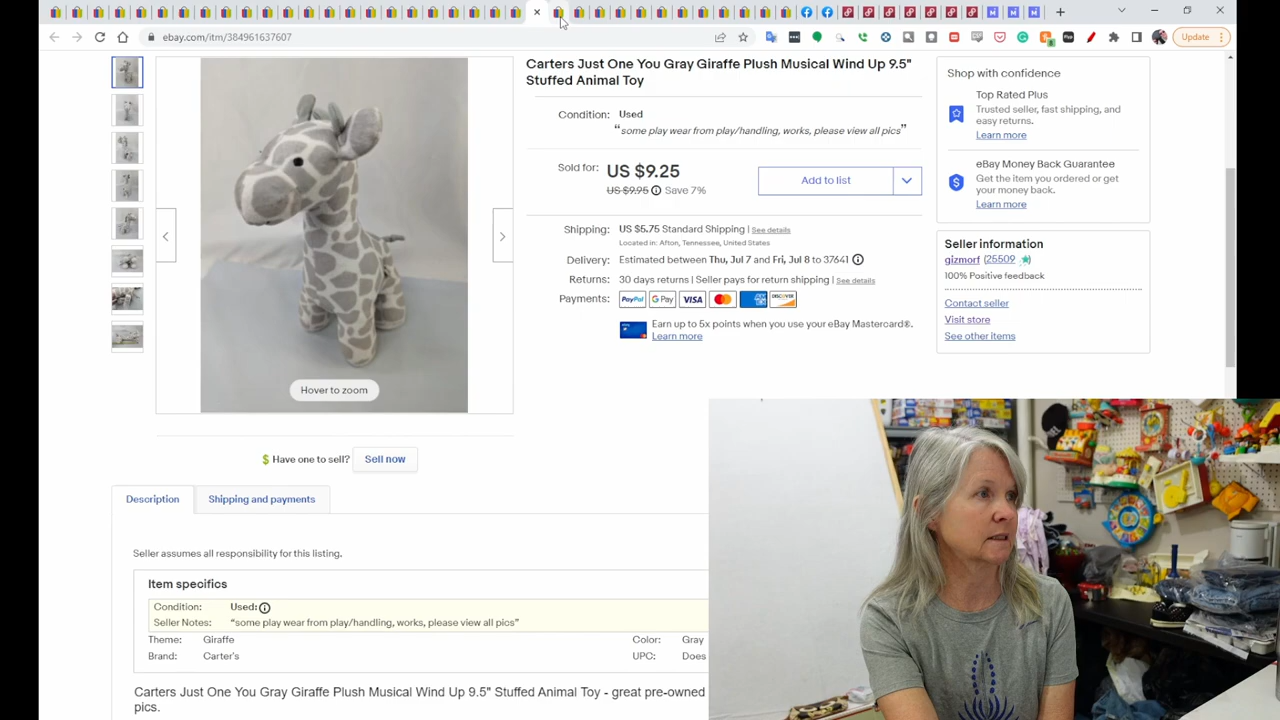 Update
ebay.com/itm/384961637607
Carters Just One You Gray Giraffe Plush Musical Wind Up 9.5"
Stuffed Animal Toy
Condition: Used
"some play wear from play/handling, works, please view all pics"
Sold for: US $9.25
US $9.95 Save 7%
Add to list
Shipping: US $5.75 Standard Shipping | See details
Located in: Afton, Tennessee, United States
Delivery: Estimated between Thu, Jul 7 and Fri, Jul 8 to 37641
Returns: 30 days returns | Seller pays for return shipping | See details
Payments: PayPal G Pay VISA DISCOVER
Earn up to 5x points when you use your eBay Mastercard®.
Learn more
Shop with confidence
Top Rated Plus
Trusted seller, fast shipping, and
easy returns.
Learn more
eBay Money Back Guarantee
Get the item you ordered or get
your money back.
Learn more
Seller information
gizmorf (25509
100% Positive feedback
Contact seller
Visit store
See other items
Hover to zoom
Have one to sell? Sell now
Description Shipping and payments
Seller assumes all responsibility for this listing.
Item specifics
Condition: Used:
Seller Notes: "some play wear from play/handling, works, please view all pics"
Theme: Giraffe Color: Gray
Brand: Carter's UPC: Does
Carters Just One You Gray Giraffe Plush Musical Wind Up 9.5" Stuffed Animal Toy - great pre-owned
pics.